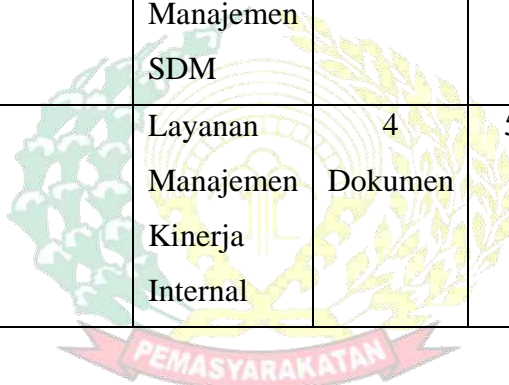 Manajemen
SDM
Layanan 4
Manajemen Dokumen
Kinerja
Internal
PEMASYARAKATAN